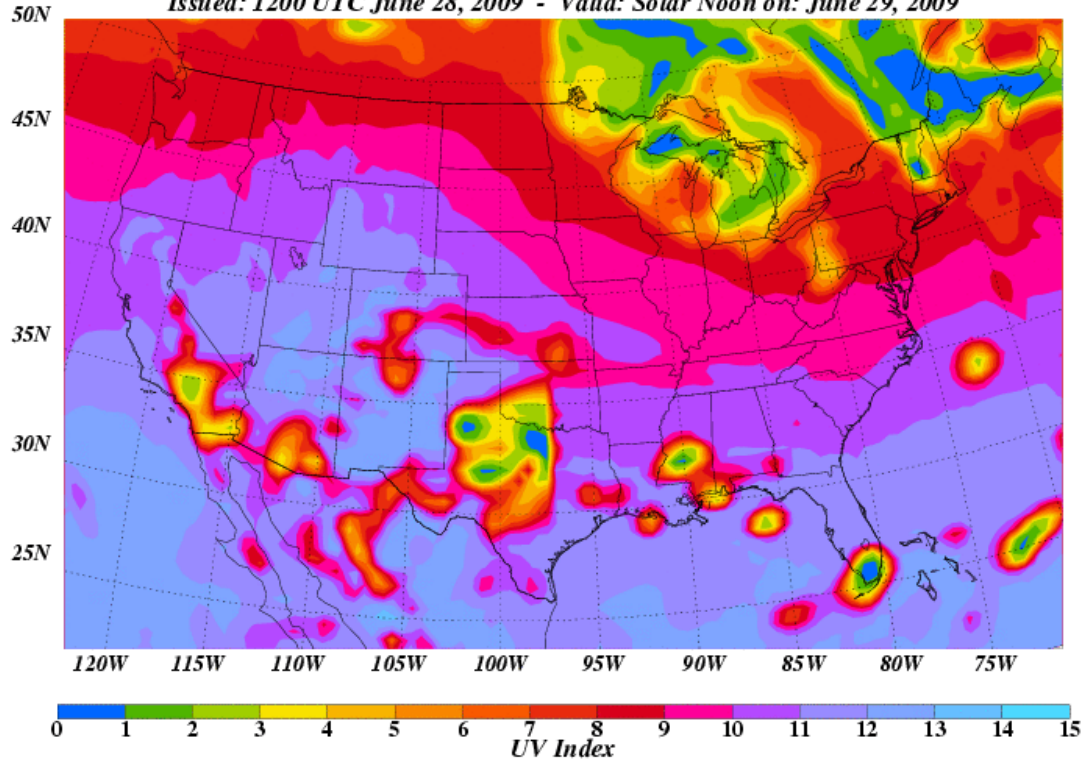 Issued: 1200 UTC June 28, 2009 - Valid: Solar Noon on: June 29, 2009
50N
45N
40N
35N
30N
25N
120W 115W 110W 105W 100W 95W 90W 85W 80W 75W
0 1 2 3 4 5 6 7 8 9 10 11 12 13 14 15
UV Index